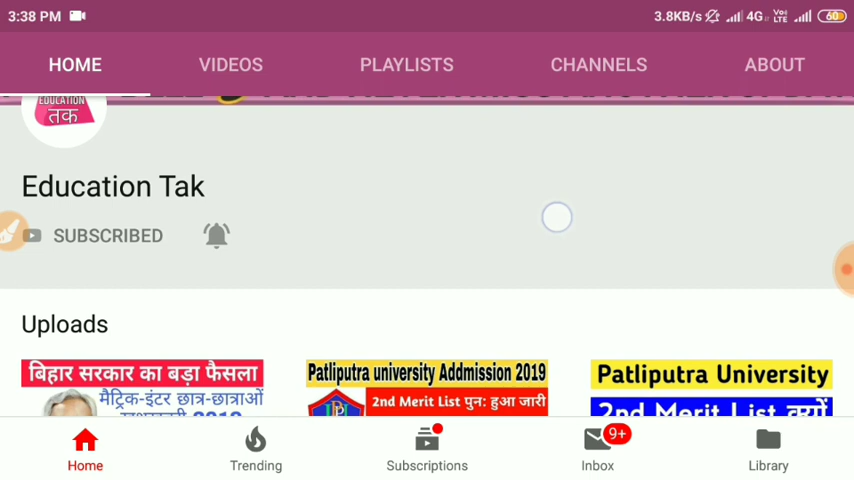 3:38 PM
3.8KB/s 4G Vo) LTE 60
HOME VIDEOS PLAYLISTS CHANNELS ABOUT
EDUCATION
तक
Education Tak
SUBSCRIBED
Uploads
बिहार सरकार का बड़ा फैसला
मैट्रिक-इंटर छात्र-छात्राओं
Patliputra university Addmission 2019
2nd Merit List पुन: हुआ जारी
Patliputra University
2nd Merit List क्यों
9+
Home Trending Subscriptions Inbox Library